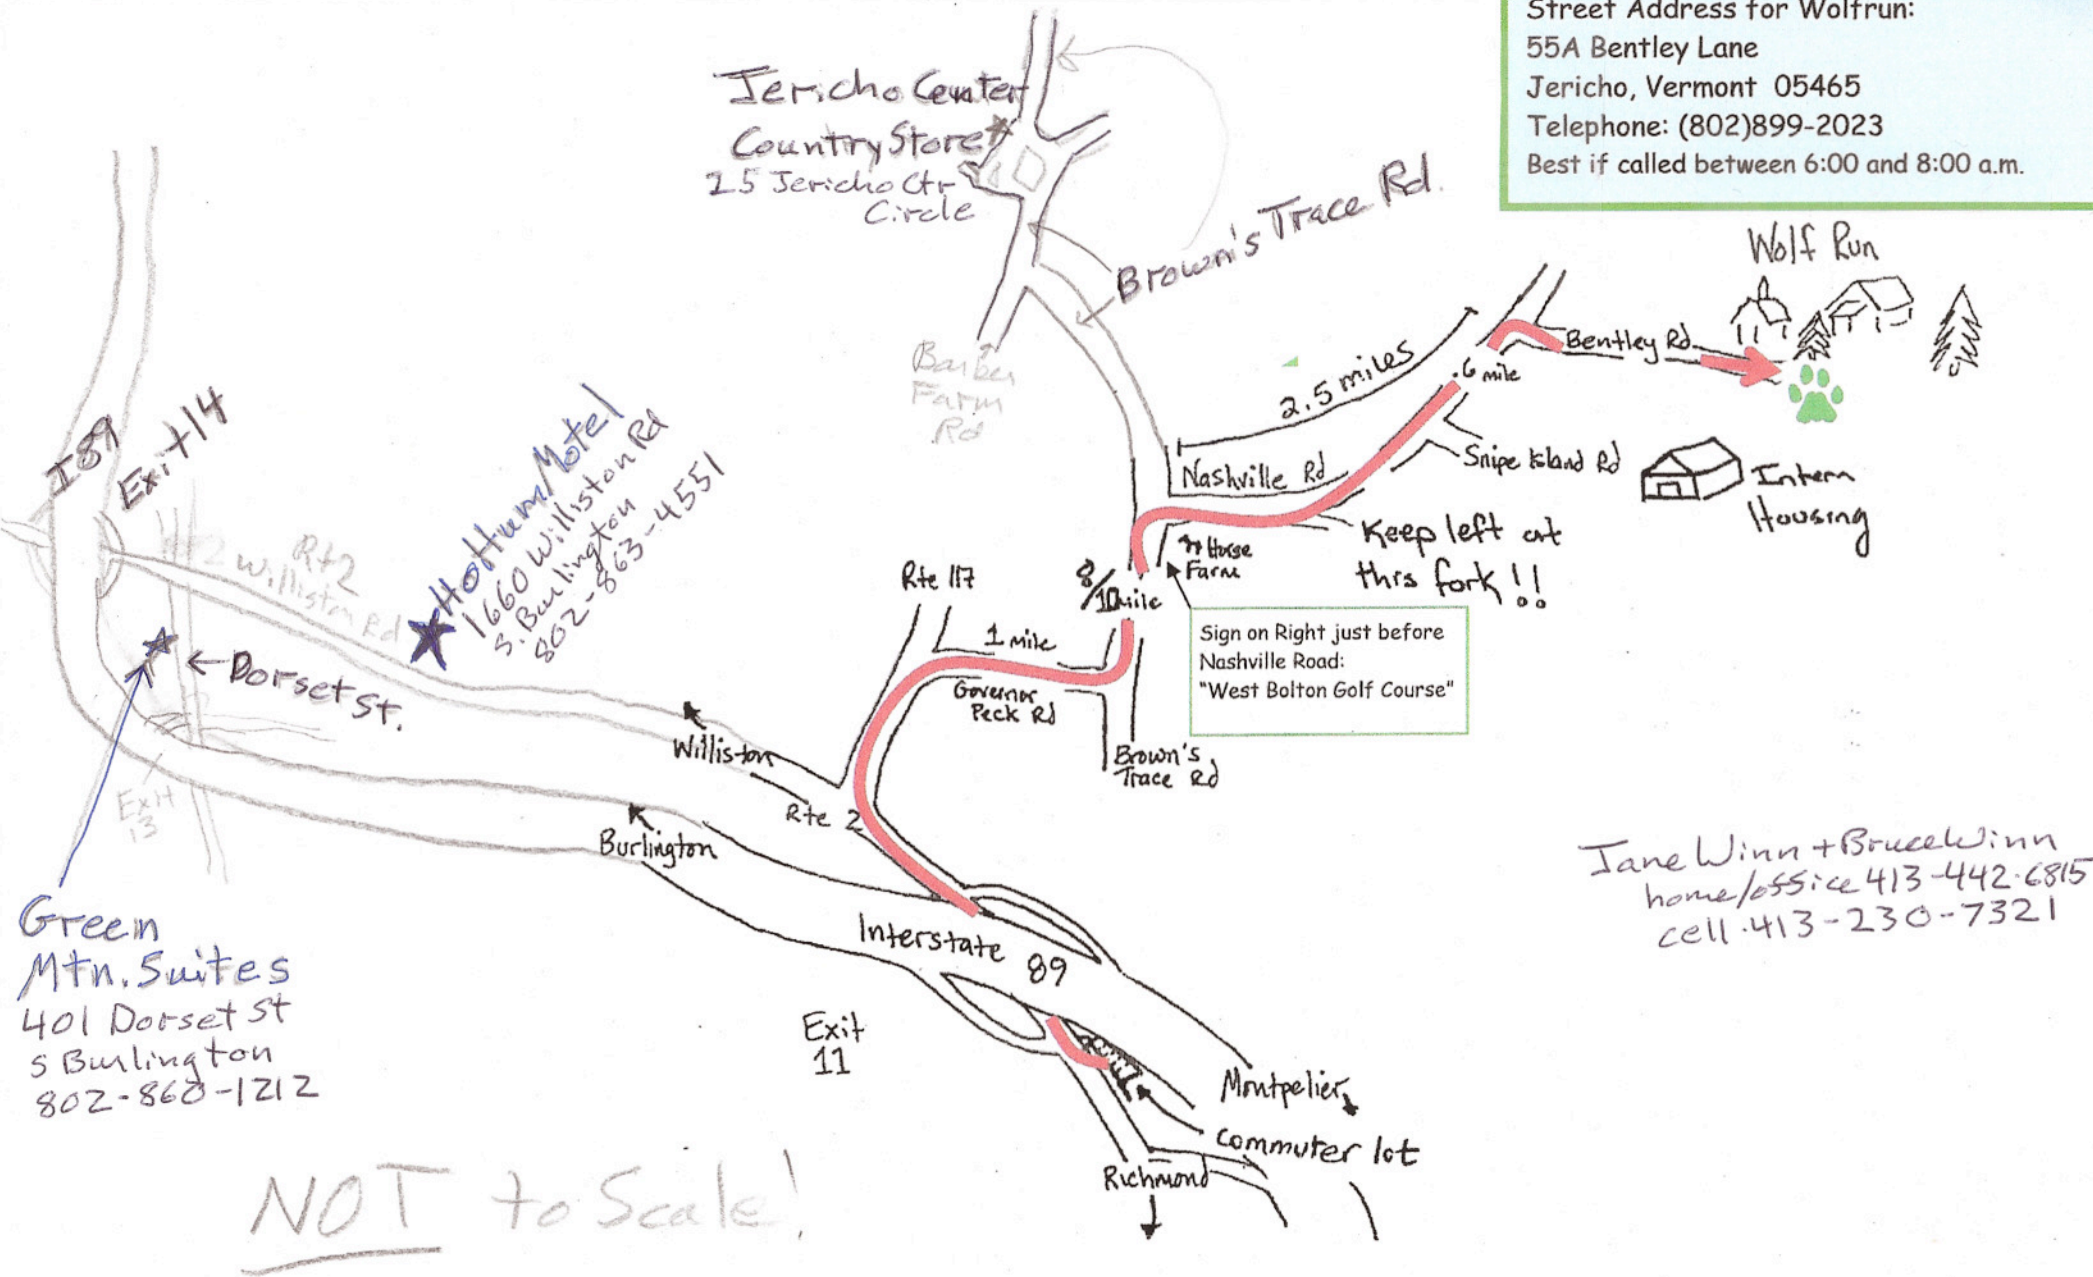 Street Address for Wolfrun:
55A Bentley Lane
Jericho, Vermont 05465
Telephone: (802)899-2023
Best if called between 6:00 and 8:00 a.m.
Jericho Center
Country Store
25 Jericho Ctr
Circle
Brown's Trace Rd.
Wolf Run
Bentley Rd
Barber
Farm
Rd
2.5 miles
.6 mile
I89
Exit 14
HoHum Motel
1660 Williston Rd
S. Burlington
802-863-4551
Nashville Rd
Snipe Island Rd
Intern
Housing
Rt 2
Williston Rd
Keep left at
this fork!!
Horse
Farm
Rte 117
8/10 mile
1 mile
Sign on Right just before
Nashville Road:
"West Bolton Golf Course"
Dorset St.
Governor
Peck Rd
Williston
Brown's
Trace Rd
Exit
13
Rte 2
Burlington
Jane Winn + Bruce Winn
home/office 413-442-6815
cell. 413-230-7321
Green
Mtn. Suites
401 Dorset St
S Burlington
802-860-1212
Interstate 89
Exit
11
Montpelier
Commuter lot
Richmond
NOT to Scale!